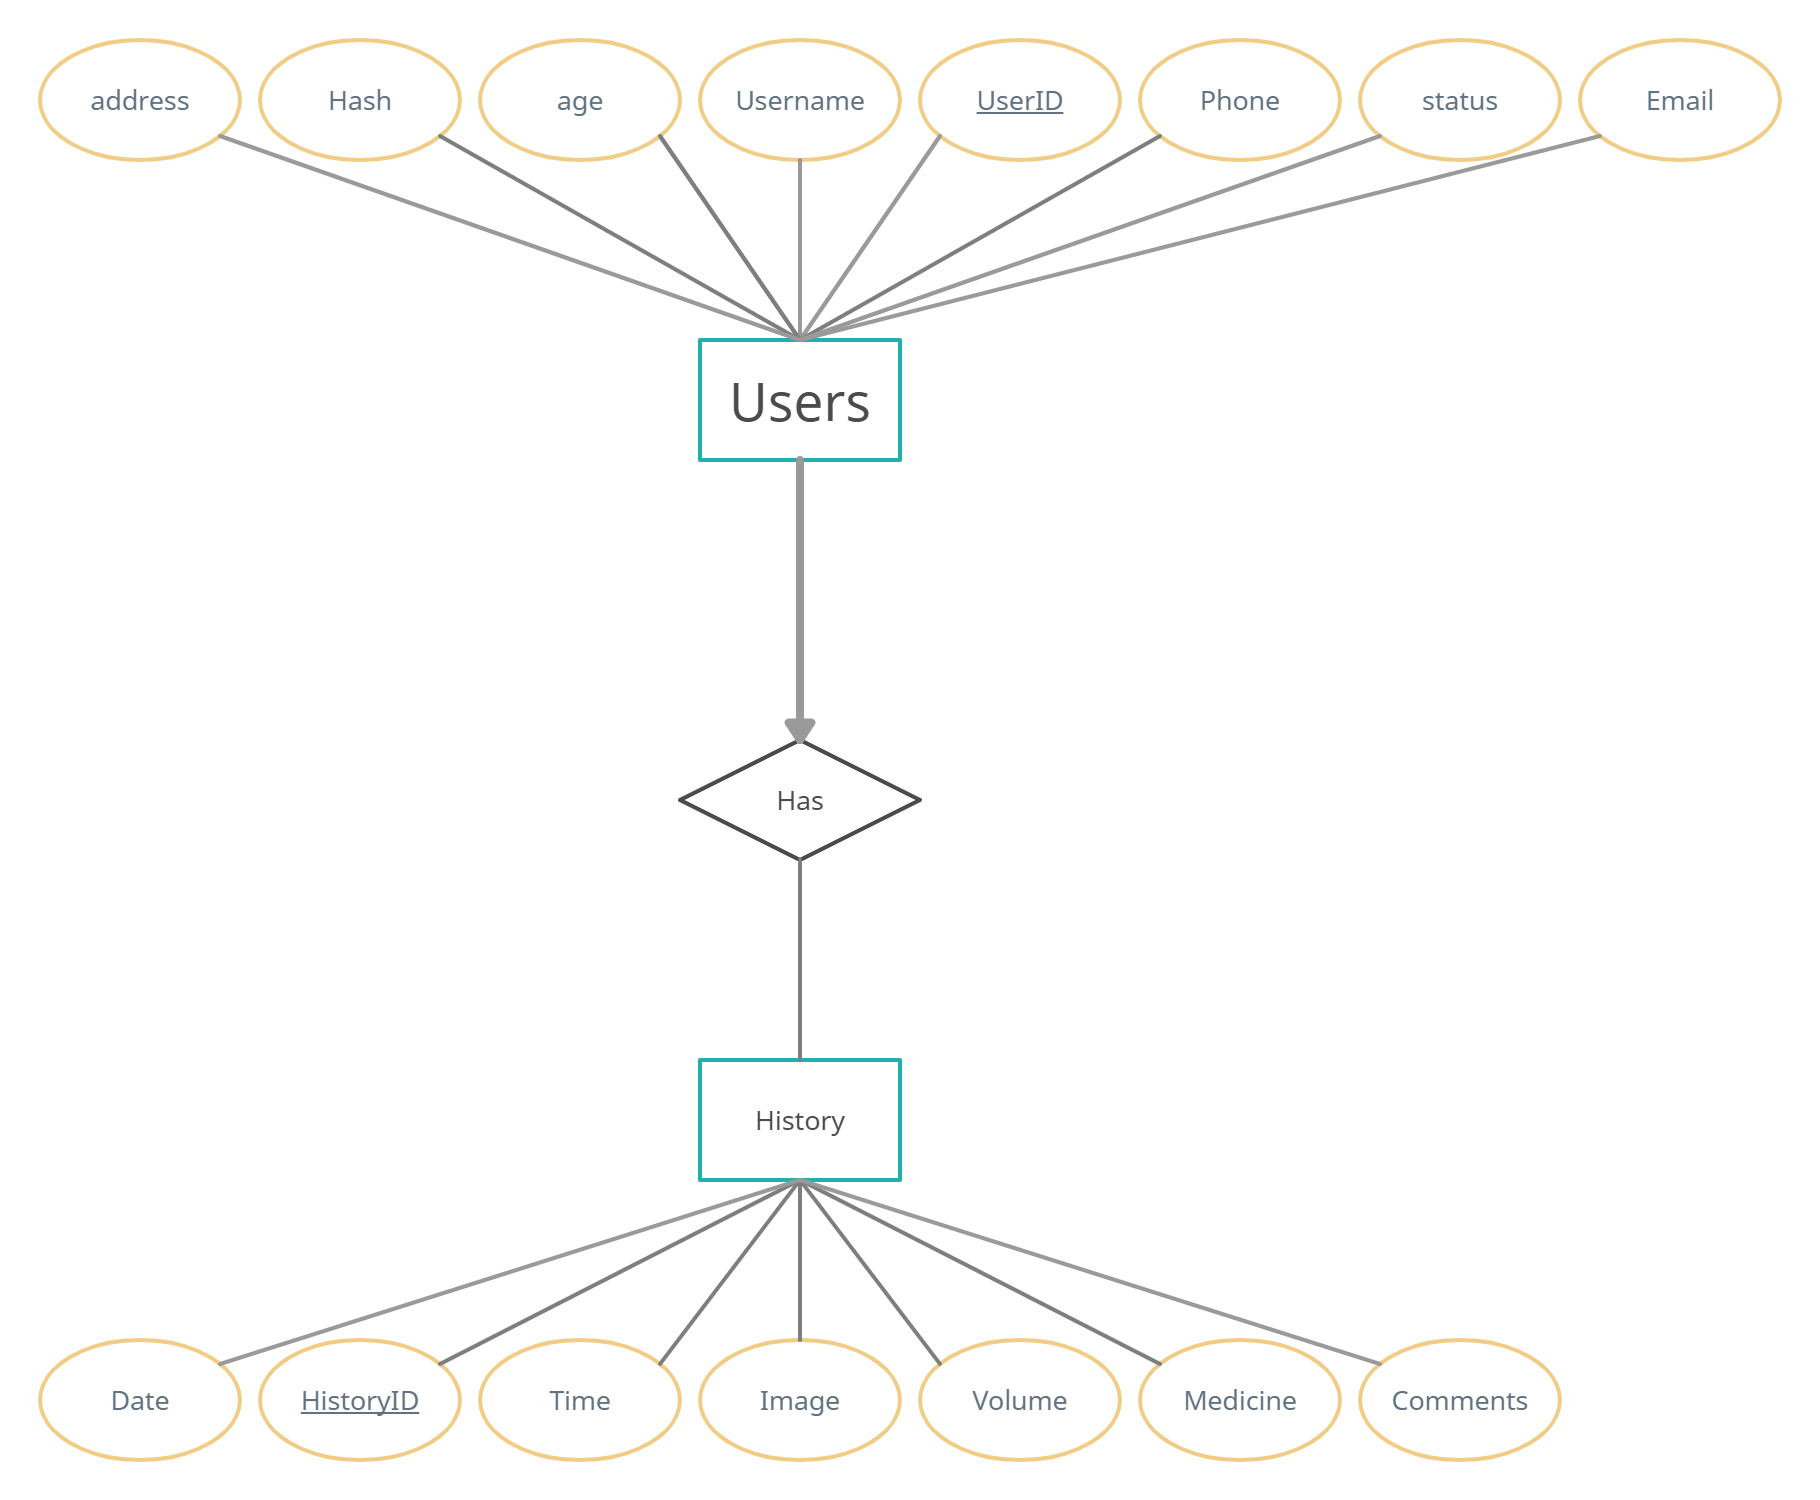 address
Hash
age
Username
UserID
Phone
status
Email
Users
Has
History
Date
HistoryID
Time
Image
Volume
Medicine
Comments